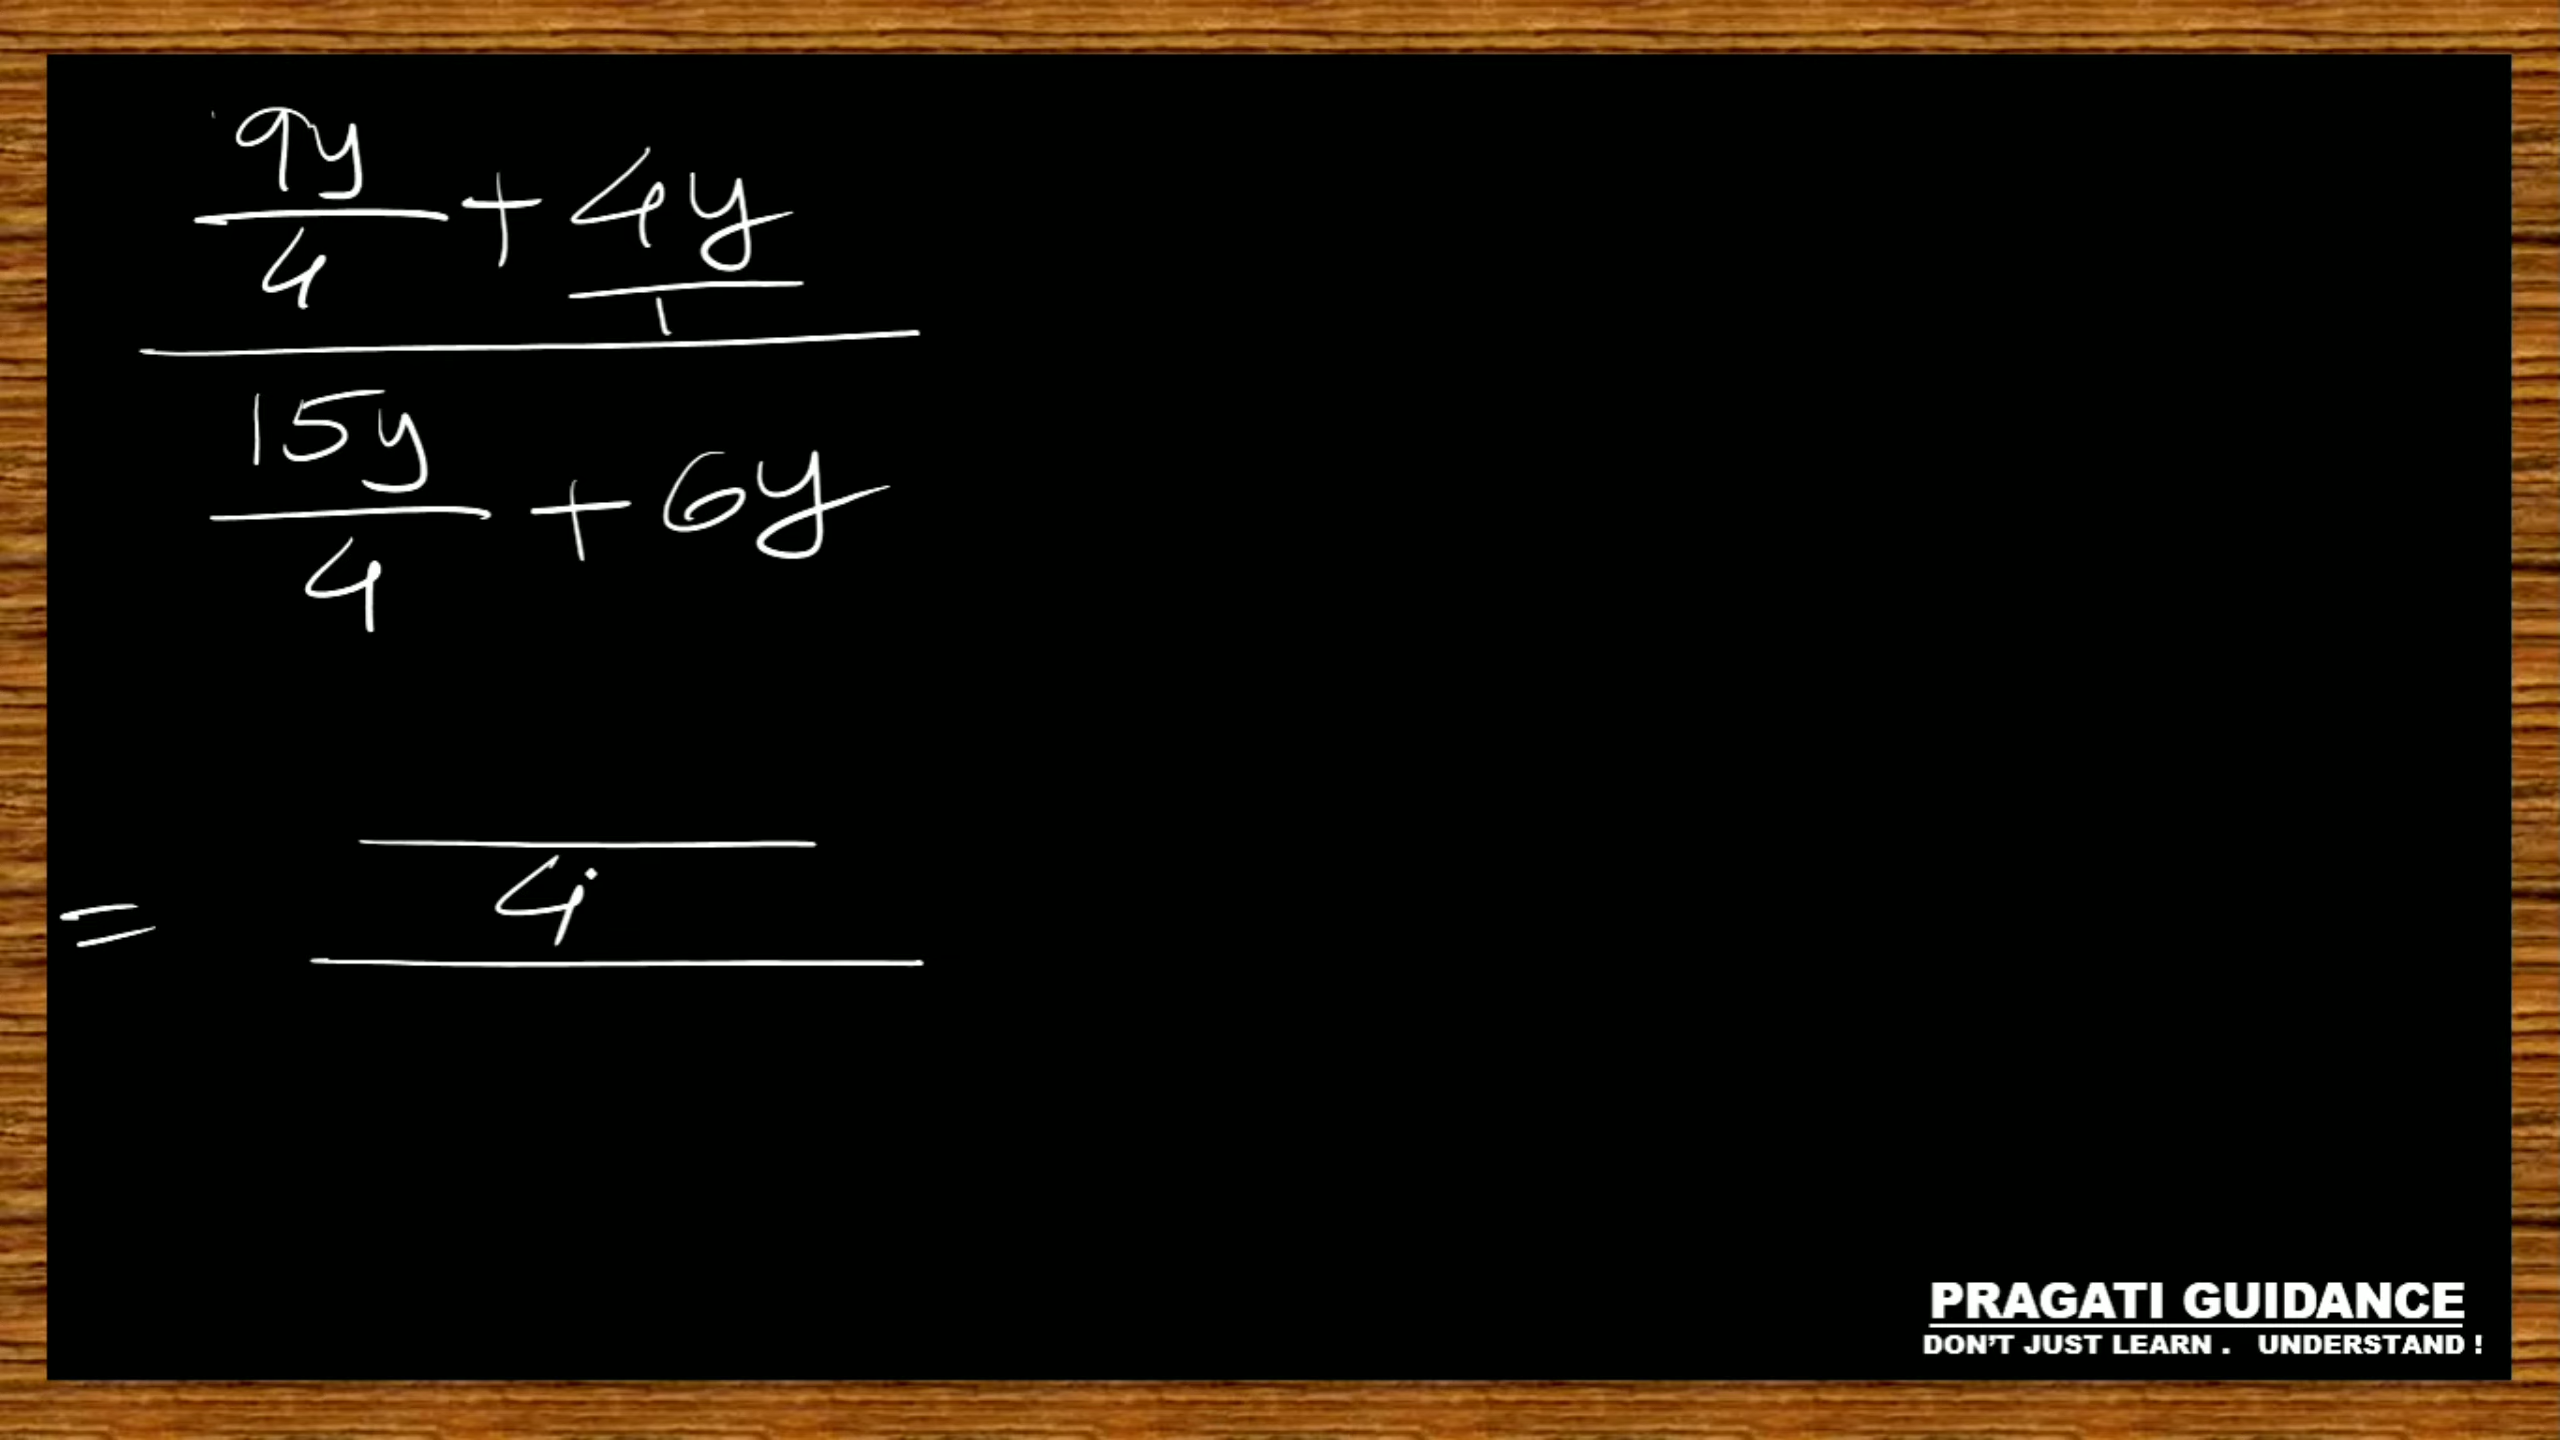 9y/4 + 4y/1
15y/4 + 6y
= 4
PRAGATI GUIDANCE
DON'T JUST LEARN . UNDERSTAND !